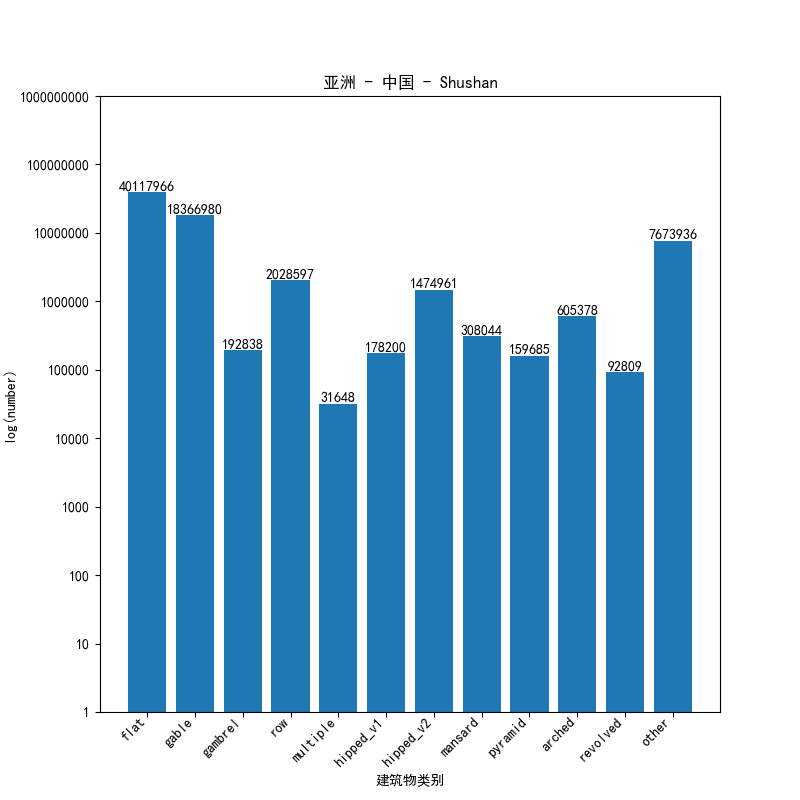 亚洲 - 中国 - Shushan
1000000000
100000000
10000000
1000000
100000
10000
1000
100
10
1
log(number)
40117966
18366980
192838
2028597
31648
178200
1474961
308044
159685
605378
92809
7673936
flat
gable
gambrel
row
multiple
hipped_v1
hipped_v2
mansard
pyramid
arched
revolved
other
建筑物类别